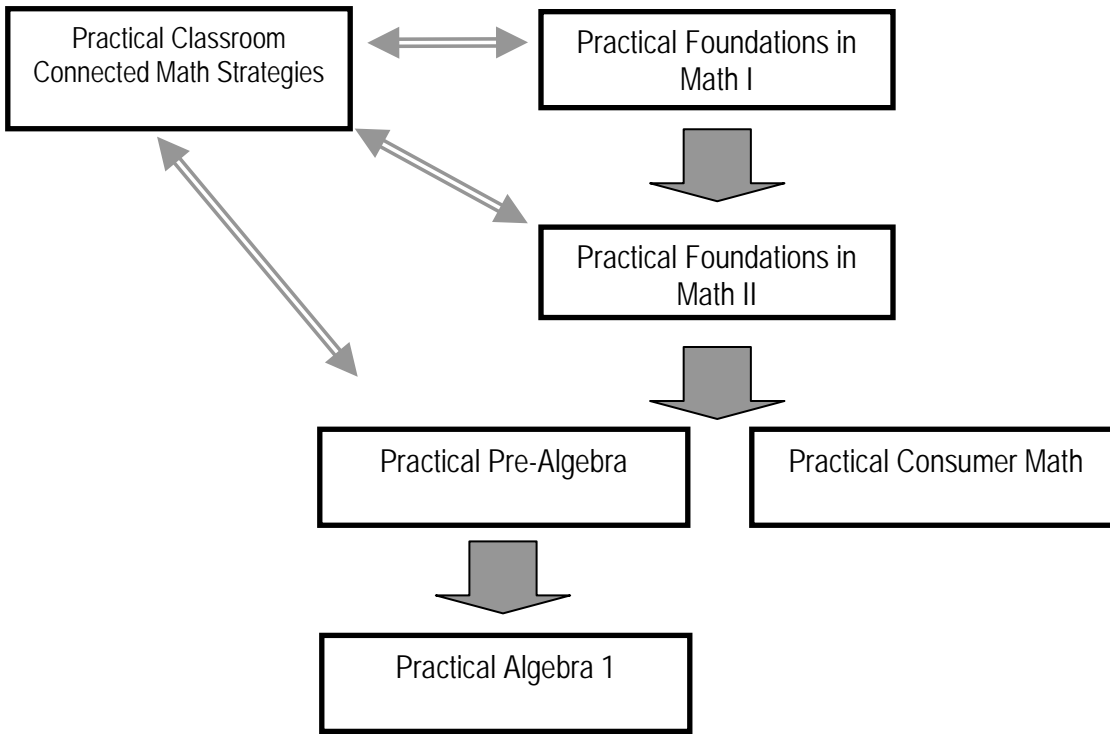 Practical Classroom
Connected Math Strategies
Practical Foundations in
Math I
Practical Foundations in
Math II
Practical Pre-Algebra
Practical Consumer Math
Practical Algebra 1